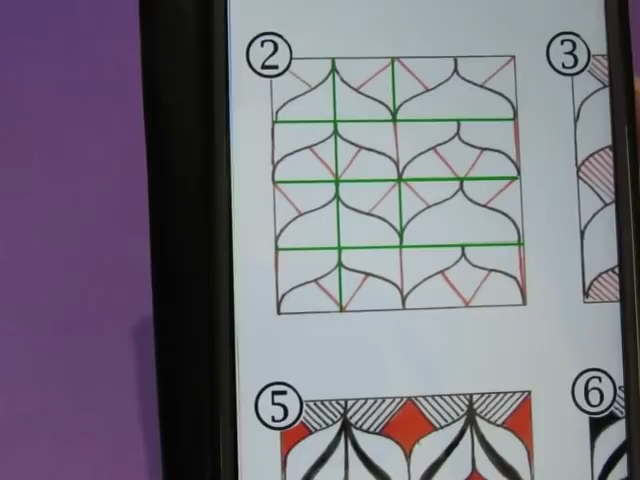 ②
③
⑤
⑥